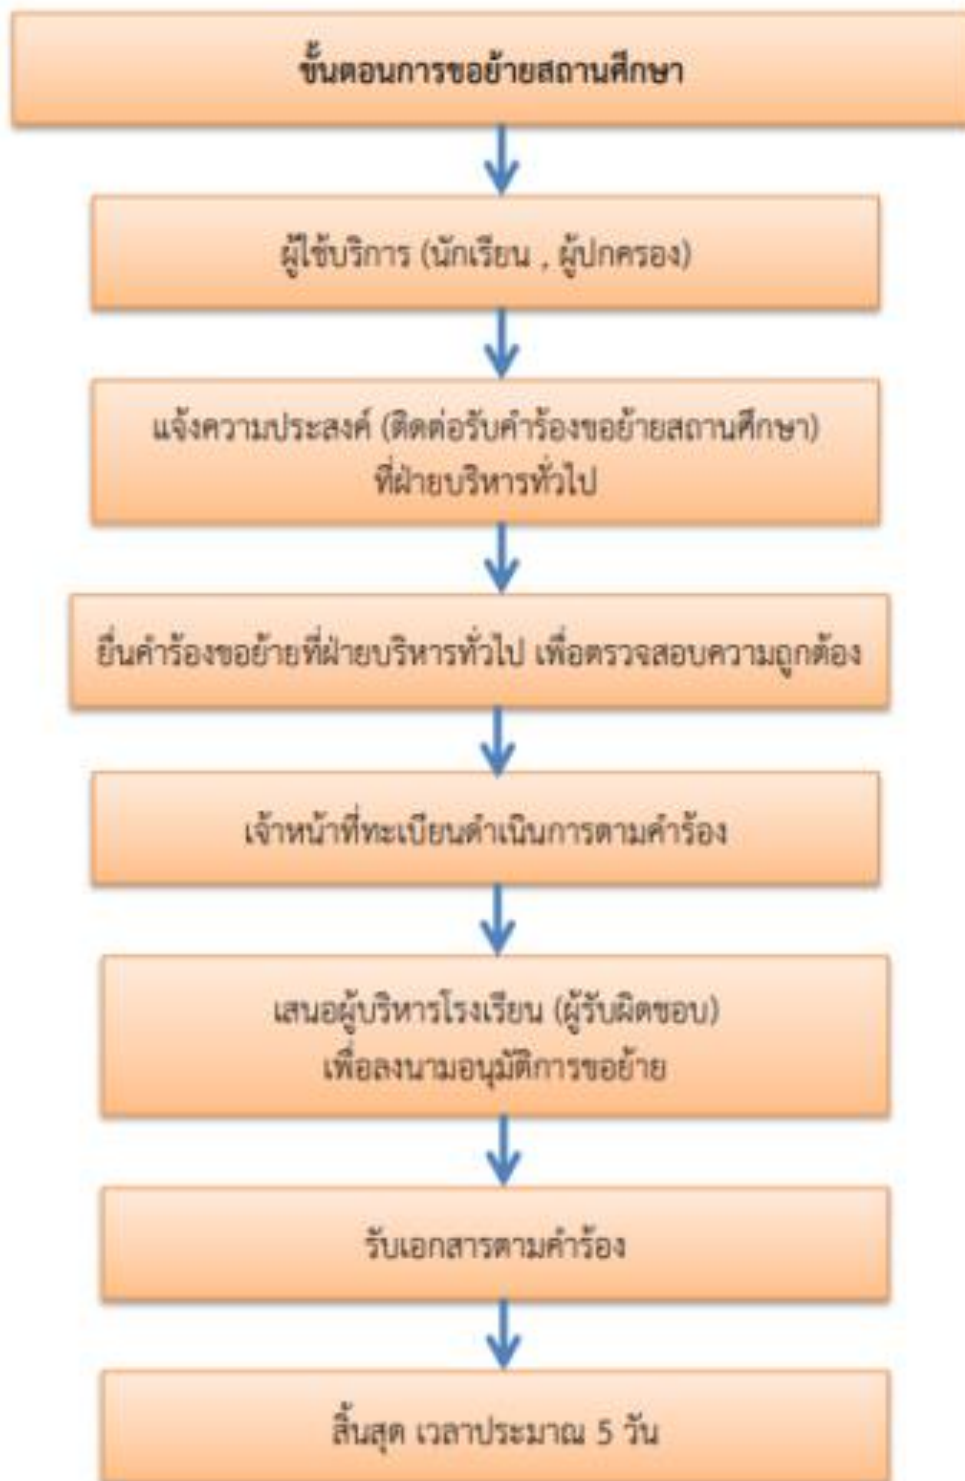 ขั้นตอนการขอย้ายสถานศึกษา
ผู้ใช้บริการ (นักเรียน , ผู้ปกครอง)
แจ้งความประสงค์ (ติดต่อรับคำร้องขอย้ายสถานศึกษา)
ที่ฝ่ายบริหารทั่วไป
ยื่นคำร้องขอย้ายที่ฝ่ายบริหารทั่วไป เพื่อตรวจสอบความถูกต้อง
เจ้าหน้าที่ทะเบียนดำเนินการตามคำร้อง
เสนอผู้บริหารโรงเรียน (ผู้รับผิดชอบ)
เพื่อลงนามอนุมัติการขอย้าย
รับเอกสารตามคำร้อง
สิ้นสุด เวลาประมาณ 5 วัน